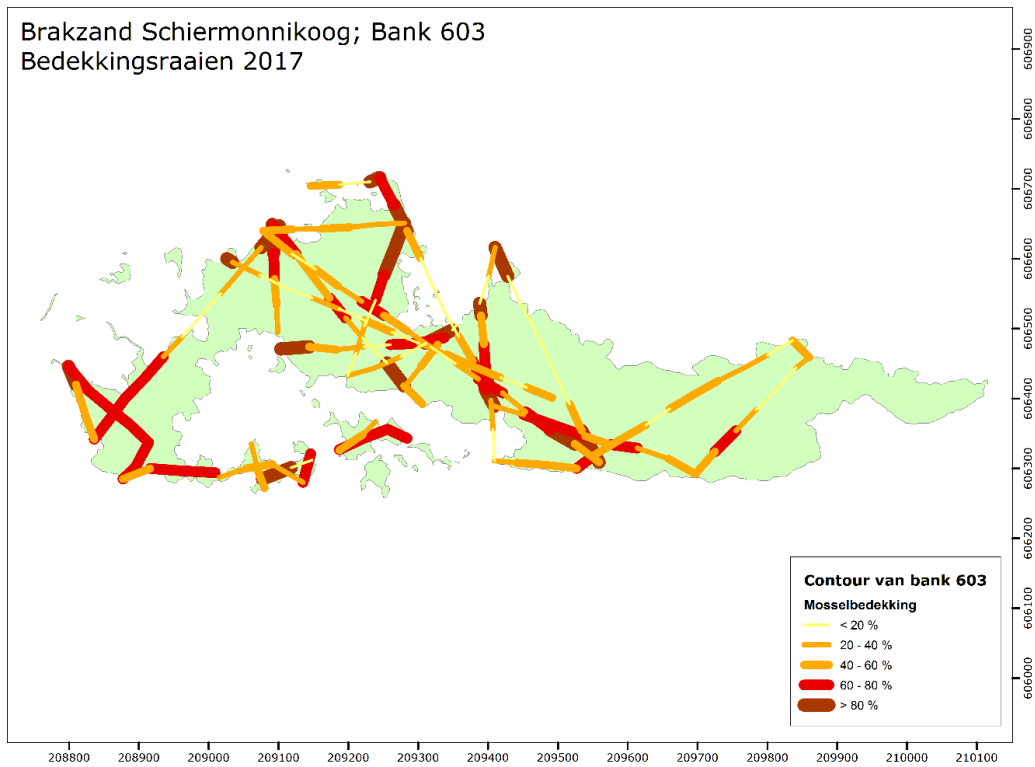 Brakzand Schiermonnikoog; Bank 603
Bedekkingsraaien 2017
606900
606800
606700
606600
606500
606400
606300
606200
606100
606000
Contour van bank 603
Mosselbedekking
< 20 %
20 - 40 %
40 - 60 %
60 - 80 %
> 80 %
208800 208900 209000 209100 209200 209300 209400 209500 209600 209700 209800 209900 210000 210100